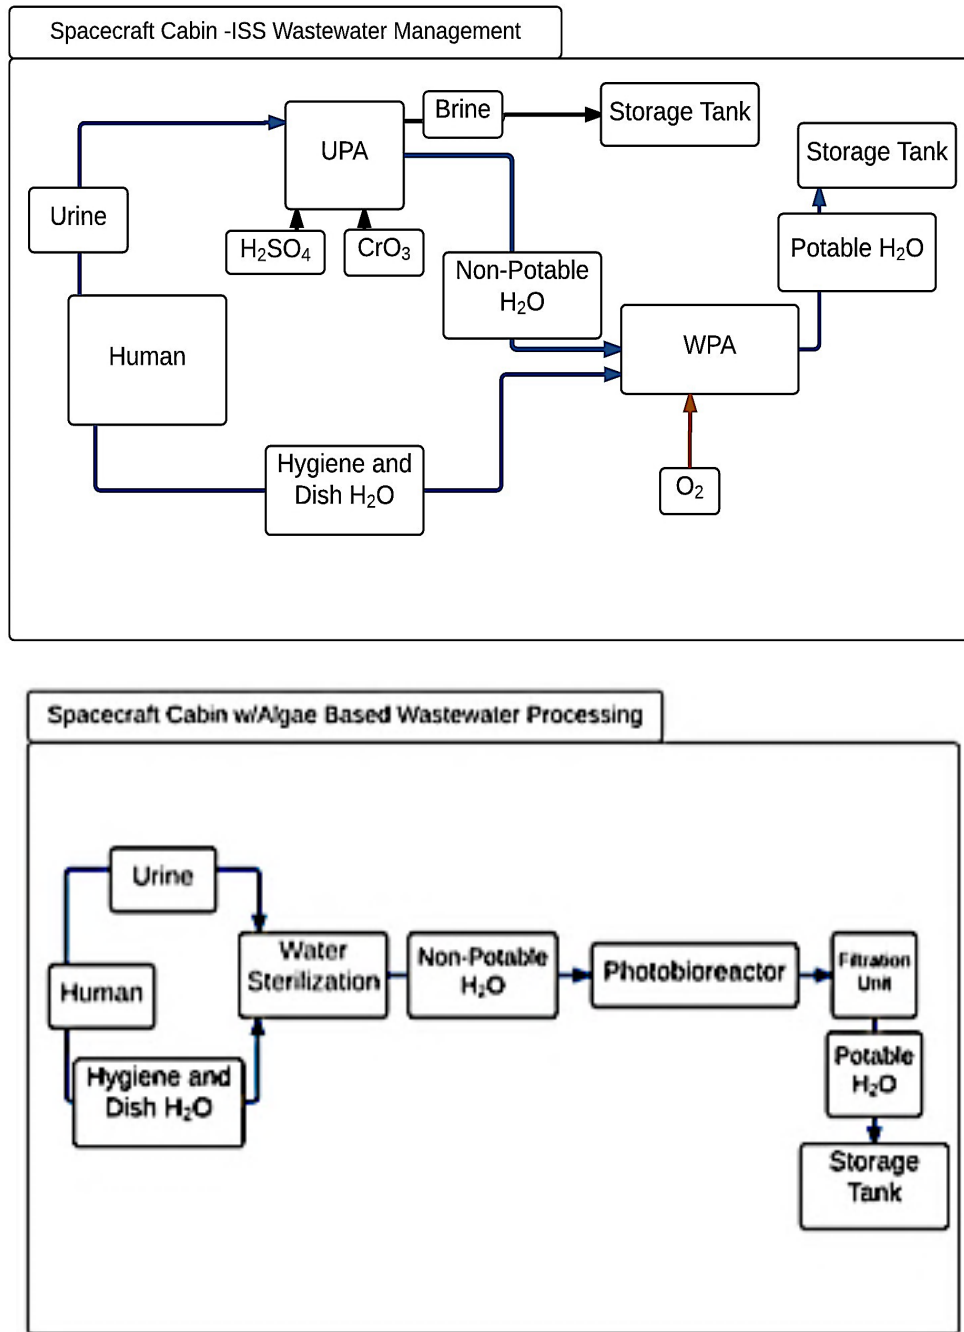 Spacecraft Cabin -ISS Wastewater Management
Brine
Storage Tank
UPA
Storage Tank
Urine
H₂SO₄
CrO₃
Potable H₂O
Non-Potable
H₂O
Human
WPA
Hygiene and
Dish H₂O
O₂
Spacecraft Cabin w/Algae Based Wastewater Processing
Urine
Water
Sterilization
Non-Potable
H₂O
Photobioreactor
Filtration
Unit
Human
Hygiene and
Dish H₂O
Potable
H₂O
Storage
Tank